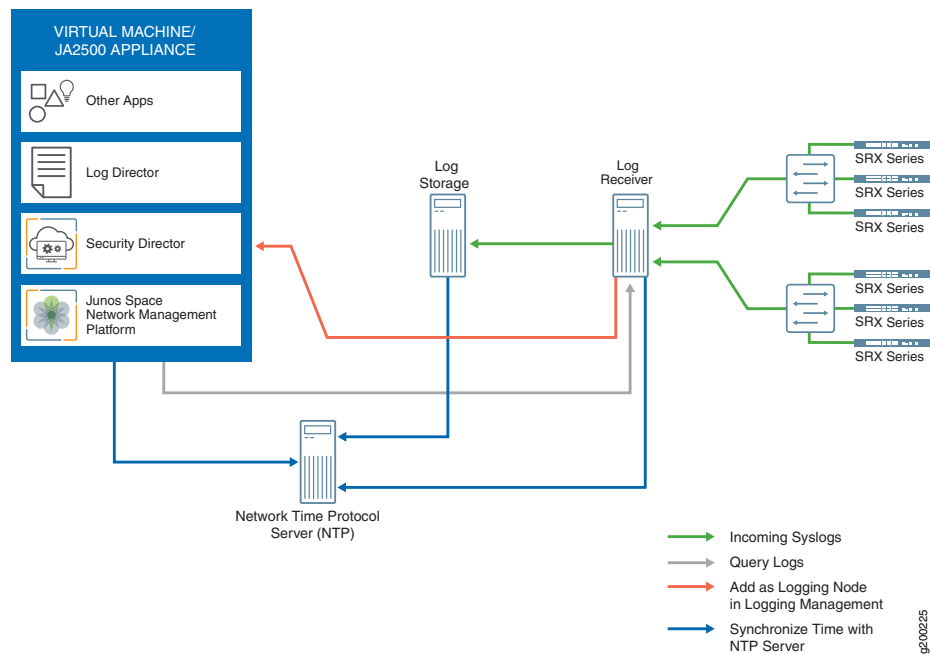 VIRTUAL MACHINE/
JA2500 APPLIANCE
Other Apps
Log Director
Security Director
Junos Space
Network Management
Platform
Log
Storage
Log
Receiver
SRX Series
SRX Series
SRX Series
SRX Series
SRX Series
SRX Series
Network Time Protocol
Server (NTP)
Incoming Syslogs
Query Logs
Add as Logging Node
in Logging Management
Synchronize Time with
NTP Server
g200225